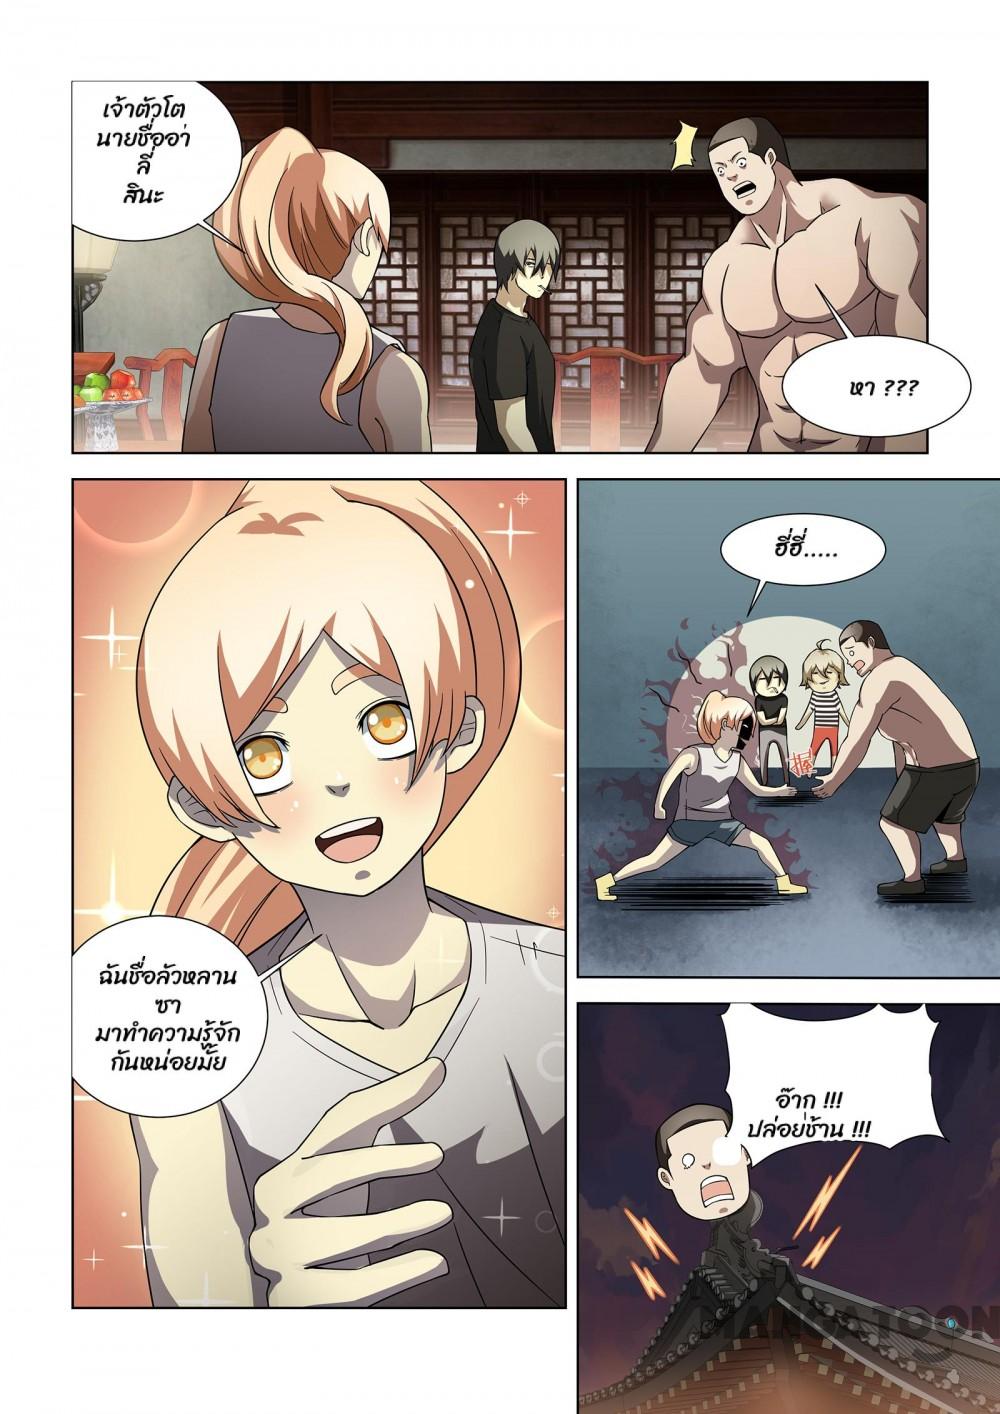 เจ้าตัวโต
นายชื่ออา
ลี่
สินะ
หา ???
ฮี่ฮี่.....
握
ฉันชื่อลัวหลาน
ซา
มาทำความรู้จัก
กันหน่อยมั้ย
อ๊าก !!!
ปล่อยช้าน !!!
MANGATOON